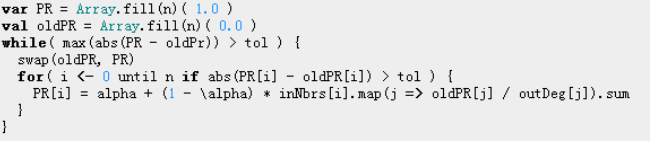 var PR = Array.fill(n)( 1.0 )
val oldPR = Array.fill(n)( 0.0 )
while( max(abs(PR - oldPr)) > tol ) {
  swap(oldPR, PR)
  for( i <- 0 until n if abs(PR[i] - oldPR[i]) > tol ) {
    PR[i] = alpha + (1 - \alpha) * inNbrs[i].map(j => oldPR[j] / outDeg[j]).sum
  }
}